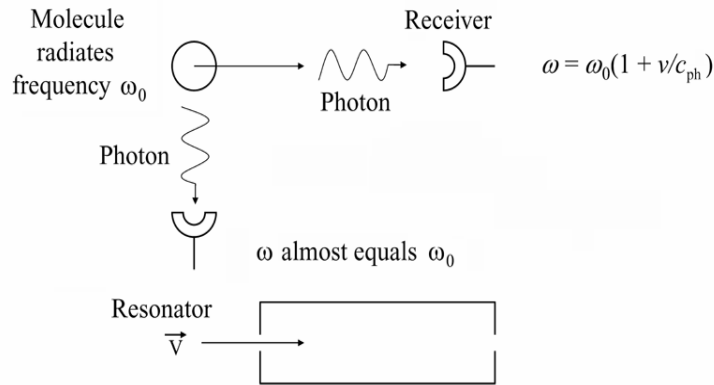 Molecule
radiates
frequency ω₀
Receiver
ω = ω₀(1 + v/cₚₕ)
Photon
Photon
ω almost equals ω₀
Resonator
V